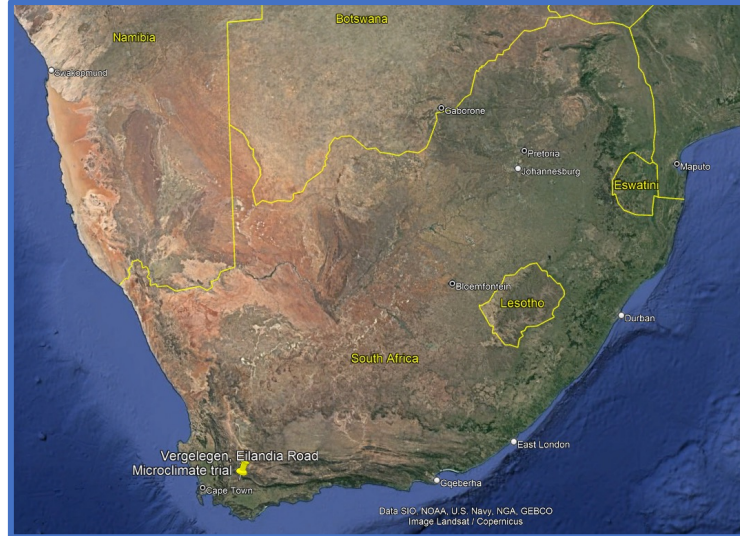 Botswana
Namibia
Swakopmund
Gaborone
Pretoria
Johannesburg
Maputo
Eswatini
Bloemfontein
Lesotho
Durban
South Africa
East London
Vergelegen, Eilandia Road
Microclimate trial
Gqeberha
Cape Town
Data SIO, NOAA, U.S. Navy, NGA, GEBCO
Image Landsat / Copernicus